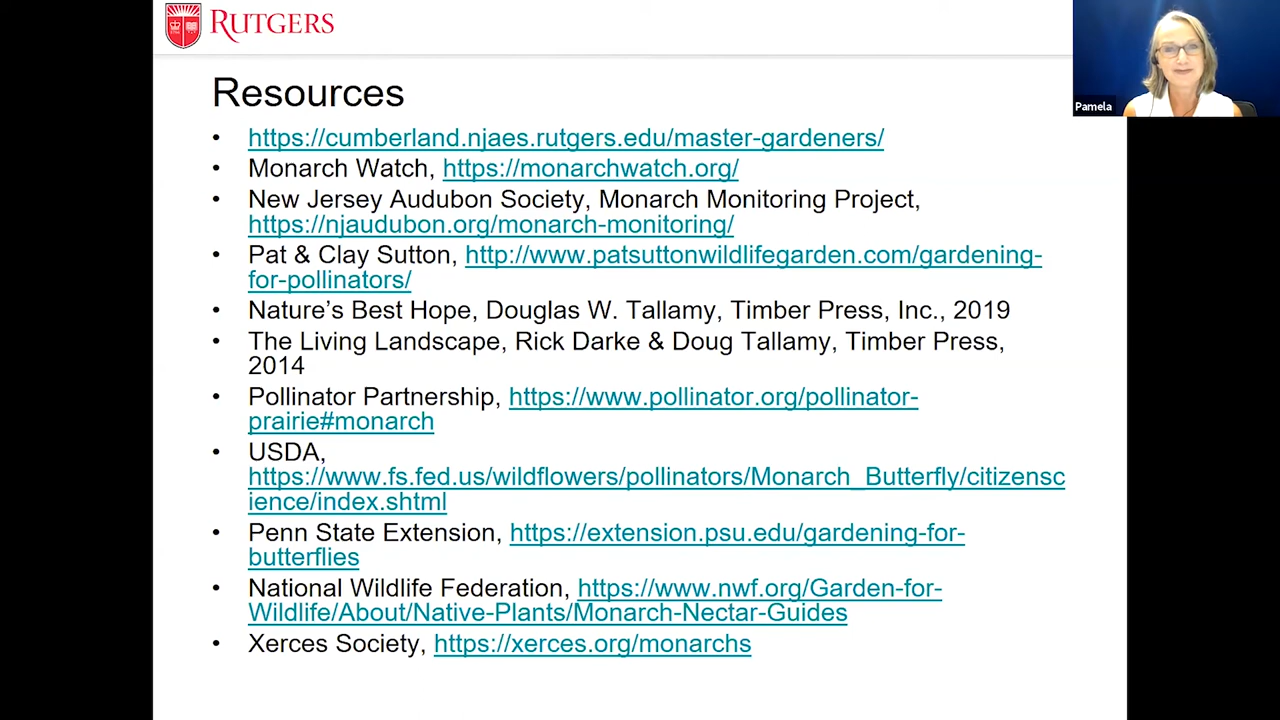 RUTGERS
Pamela
Resources
• https://cumberland.njaes.rutgers.edu/master-gardeners/
• Monarch Watch, https://monarchwatch.org/
• New Jersey Audubon Society, Monarch Monitoring Project,
https://njaudubon.org/monarch-monitoring/
• Pat & Clay Sutton, http://www.patsuttonwildlifegarden.com/gardening-
for-pollinators/
• Nature’s Best Hope, Douglas W. Tallamy, Timber Press, Inc., 2019
• The Living Landscape, Rick Darke & Doug Tallamy, Timber Press,
2014
• Pollinator Partnership, https://www.pollinator.org/pollinator-
prairie#monarch
• USDA,
https://www.fs.fed.us/wildflowers/pollinators/Monarch_Butterfly/citizensc
ience/index.shtml
• Penn State Extension, https://extension.psu.edu/gardening-for-
butterflies
• National Wildlife Federation, https://www.nwf.org/Garden-for-
Wildlife/About/Native-Plants/Monarch-Nectar-Guides
• Xerces Society, https://xerces.org/monarchs